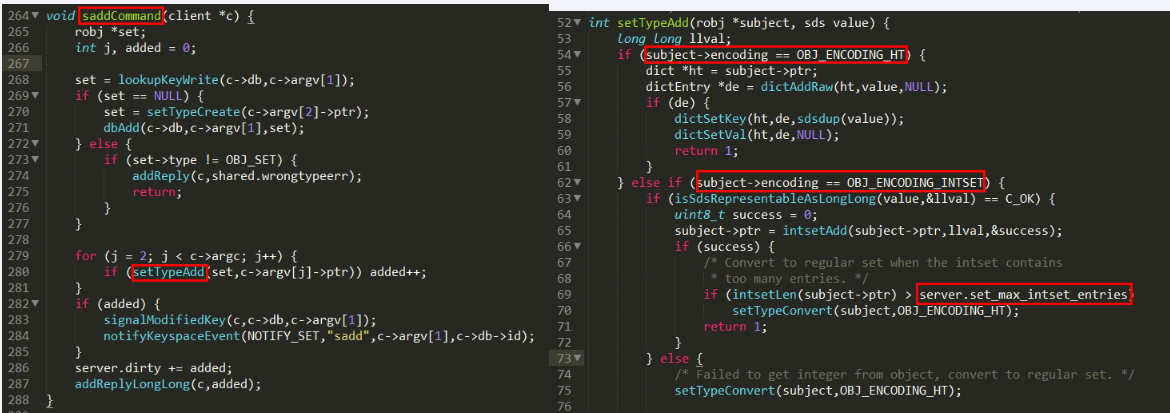 264 void saddCommand(client *c) {
265     robj *set;
266     int j, added = 0;
267
268     set = lookupKeyWrite(c->db,c->argv[1]);
269     if (set == NULL) {
270         set = setTypeCreate(c->argv[2]->ptr);
271         dbAdd(c->db,c->argv[1],set);
272     } else {
273         if (set->type != OBJ_SET) {
274             addReply(c,shared.wrongtypeerr);
275             return;
276         }
277     }
278
279     for (j = 2; j < c->argc; j++) {
280         if (setTypeAdd(set,c->argv[j]->ptr)) added++;
281     }
282     if (added) {
283         signalModifiedKey(c,c->db,c->argv[1]);
284         notifyKeyspaceEvent(NOTIFY_SET,"sadd",c->argv[1],c->db->id);
285     }
286     server.dirty += added;
287     addReplyLongLong(c,added);
288 }
52 int setTypeAdd(robj *subject, sds value) {
53     long long llval;
54     if (subject->encoding == OBJ_ENCODING_HT) {
55         dict *ht = subject->ptr;
56         dictEntry *de = dictAddRaw(ht,value,NULL);
57         if (de) {
58             dictSetKey(ht,de,sdsdup(value));
59             dictSetVal(ht,de,NULL);
60             return 1;
61         }
62     } else if (subject->encoding == OBJ_ENCODING_INTSET) {
63         if (isSdsRepresentableAsLongLong(value,&llval) == C_OK) {
64             uint8_t success = 0;
65             subject->ptr = intsetAdd(subject->ptr,llval,&success);
66             if (success) {
67                 /* Convert to regular set when the intset contains
68                  * too many entries. */
69                 if (intsetLen(subject->ptr) > server.set_max_intset_entries)
70                     setTypeConvert(subject,OBJ_ENCODING_HT);
71                 return 1;
72             }
73         } else {
74             /* Failed to get integer from object, convert to regular set. */
75             setTypeConvert(subject,OBJ_ENCODING_HT);
76